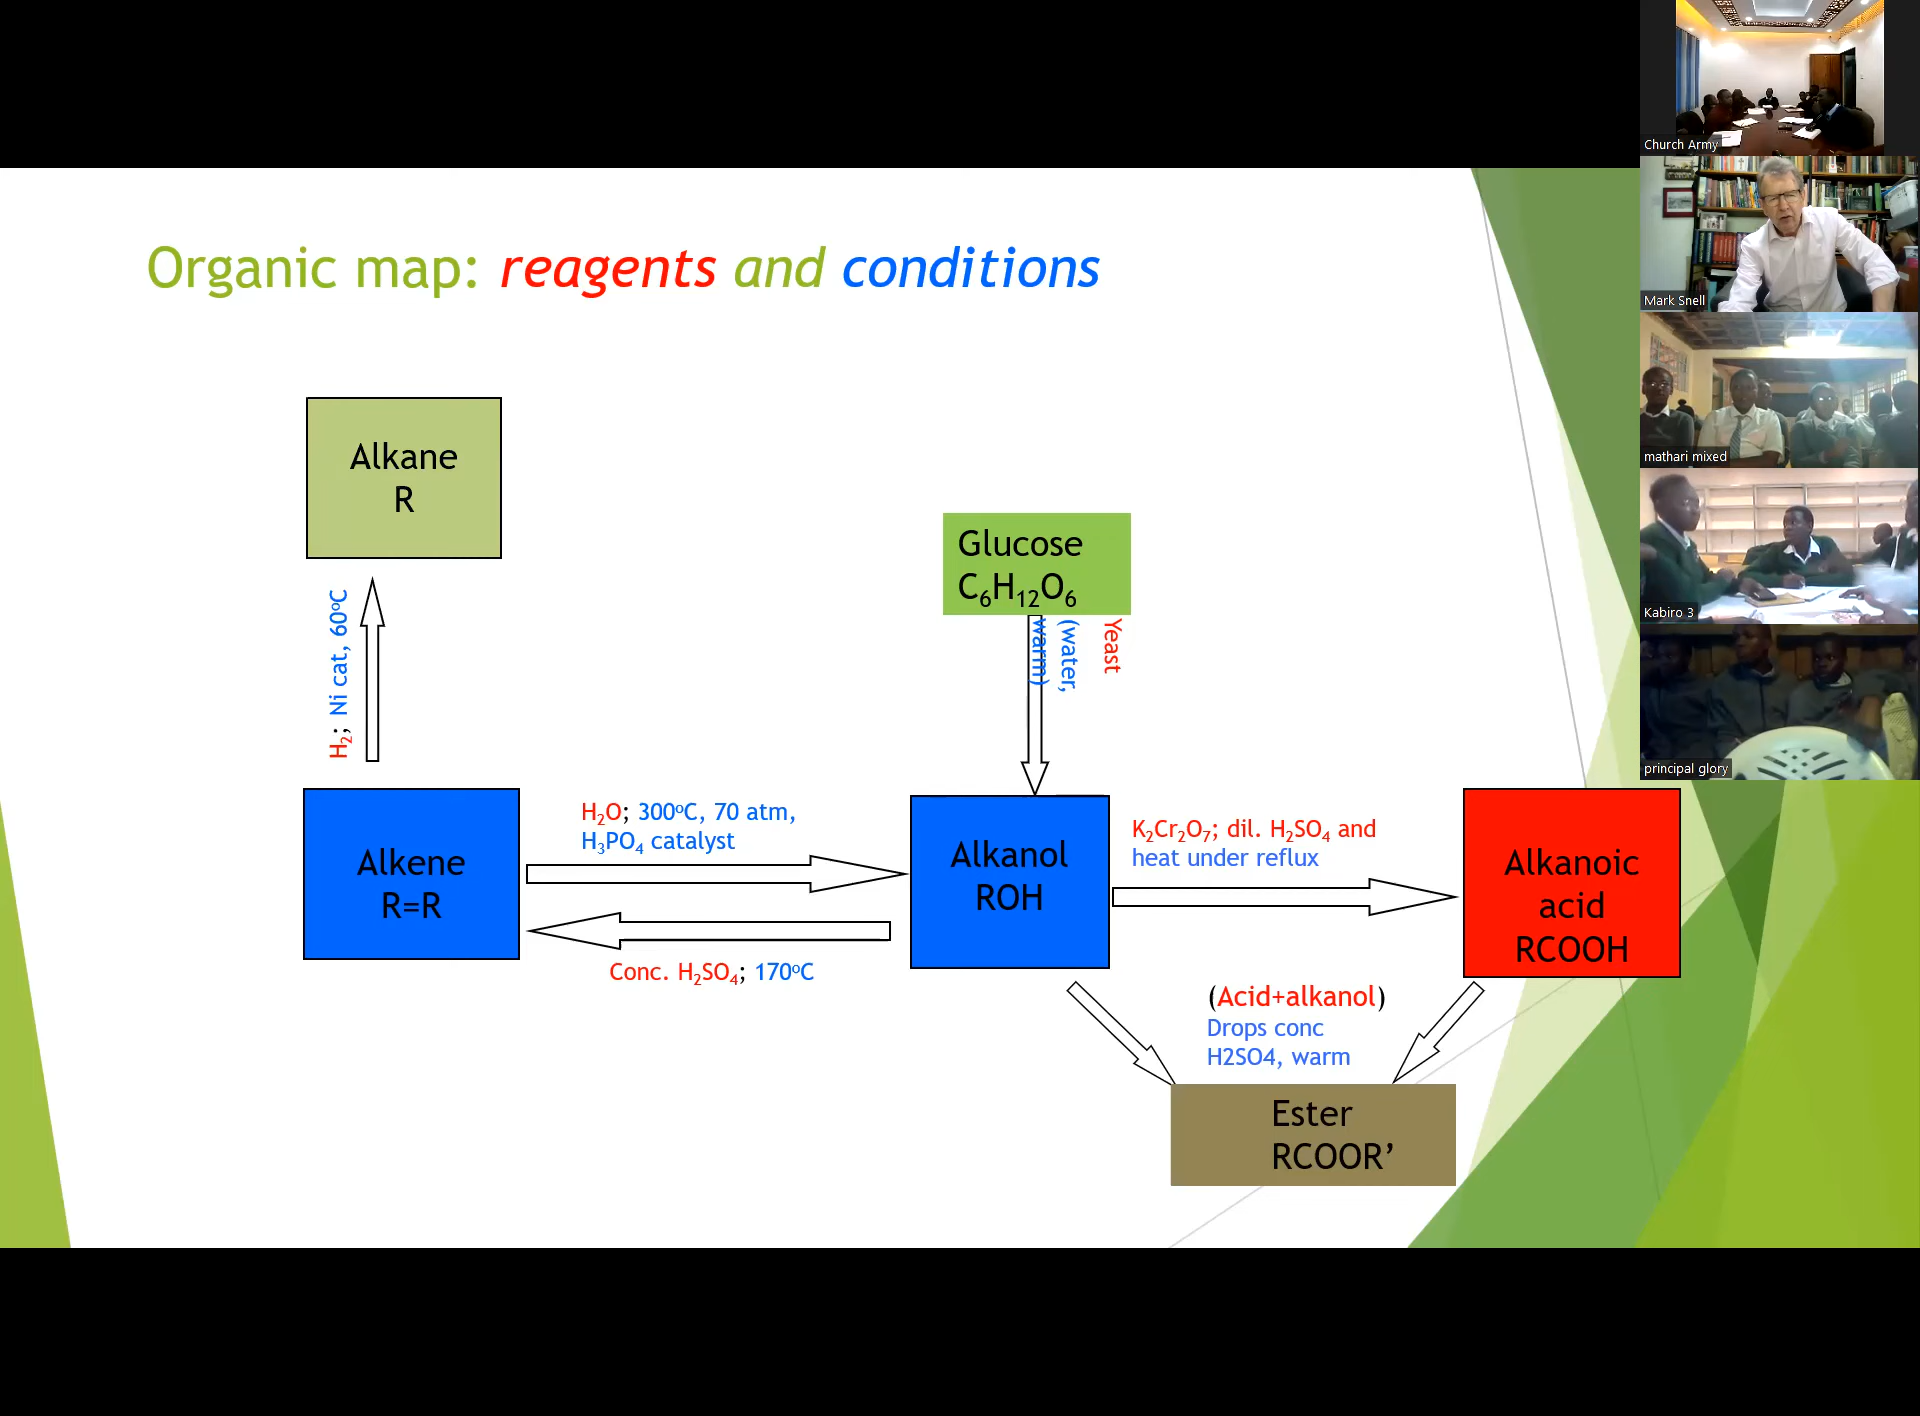 Organic map: reagents and conditions
Alkane
R
H₂; Ni cat, 60ºC
Glucose
C₆H₁₂O₆
Yeast
(water,
warm)
Alkene
R=R
H₂O; 300ºC, 70 atm,
H₃PO₄ catalyst
Conc. H₂SO₄; 170ºC
Alkanol
ROH
K₂Cr₂O₇; dil. H₂SO₄ and
heat under reflux
Alkanoic
acid
RCOOH
(Acid+alkanol)
Drops conc
H2SO4, warm
Ester
RCOOR’
Church Army
Mark Snell
mathari mixed
Kabiro 3
principal glory